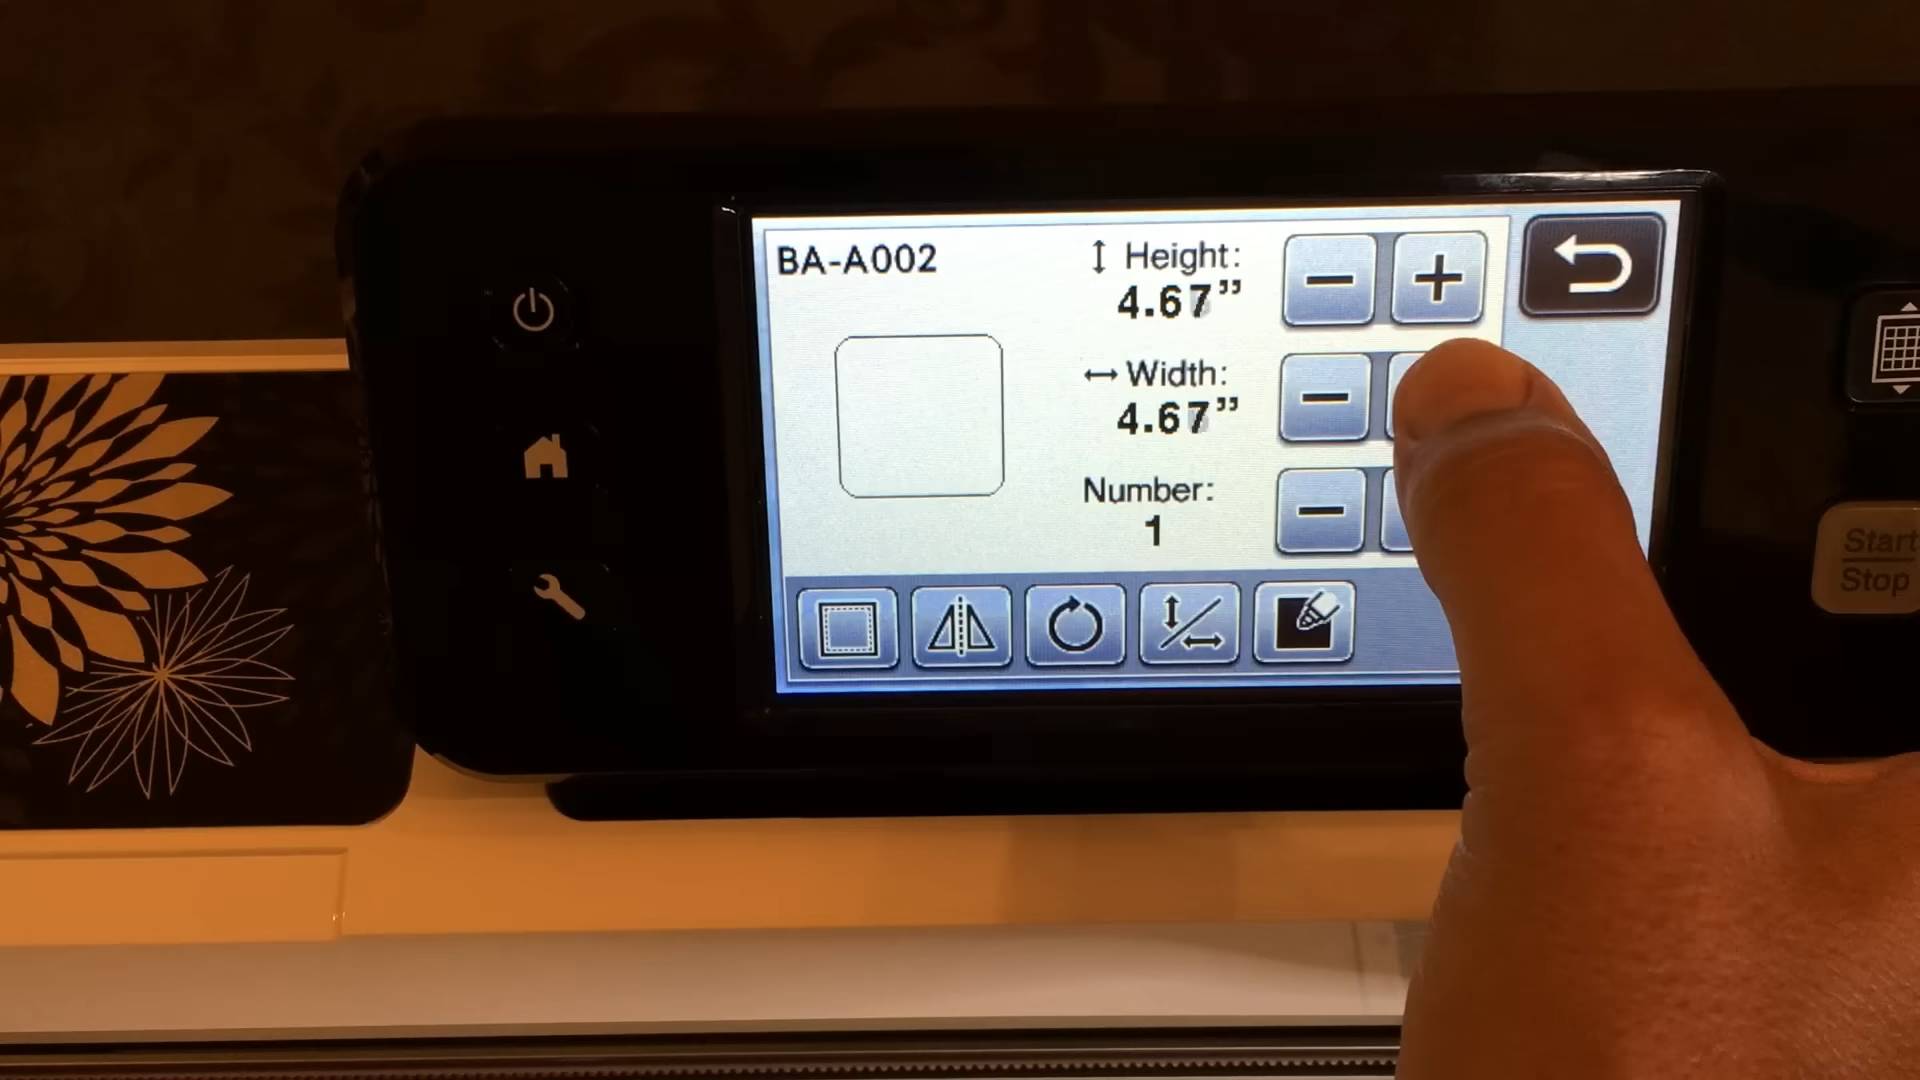 BA-A002
Height:
4.67”
Width:
4.67”
Number:
1
Start
Stop